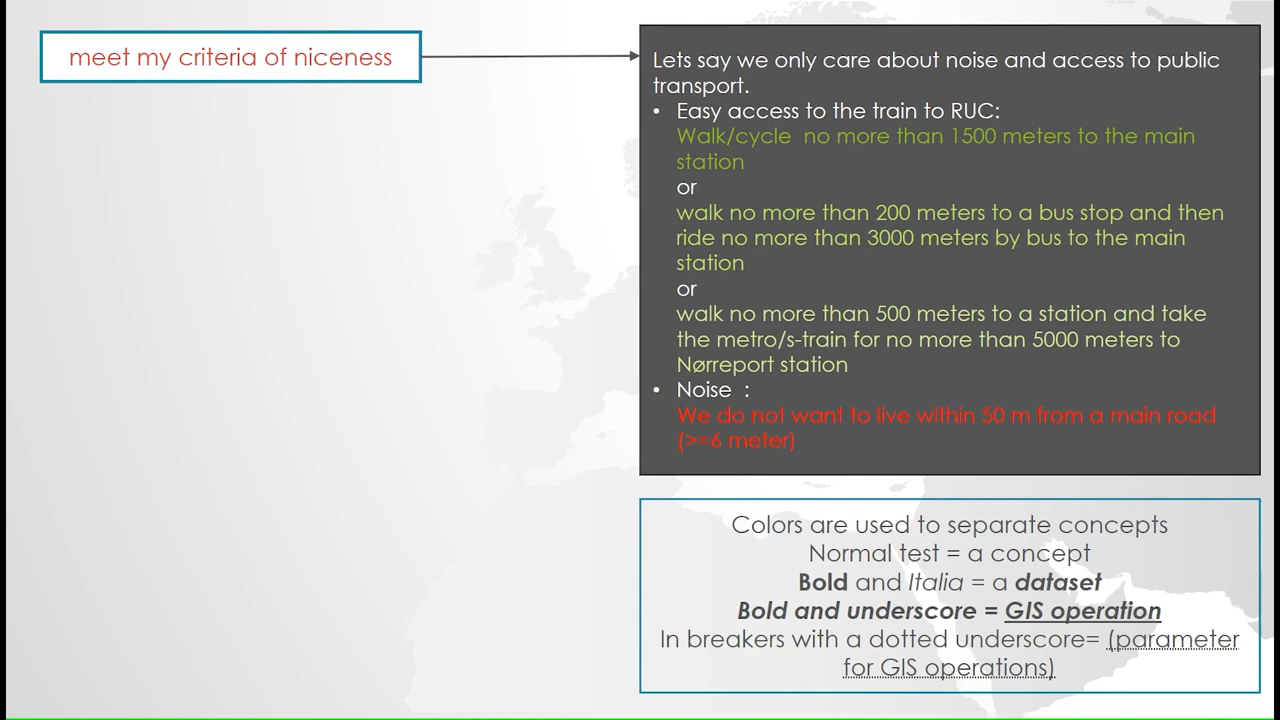 meet my criteria of niceness
Lets say we only care about noise and access to public
transport.
• Easy access to the train to RUC:
Walk/cycle  no more than 1500 meters to the main
station
or
walk no more than 200 meters to a bus stop and then
ride no more than 3000 meters by bus to the main
station
or
walk no more than 500 meters to a station and take
the metro/s-train for no more than 5000 meters to
Nørreport station
• Noise  :
We do not want to live within 50 m from a main road
(>=6 meter)
Colors are used to separate concepts
Normal test = a concept
Bold and Italia = a dataset
Bold and underscore = GIS operation
In breakers with a dotted underscore= (parameter
for GIS operations)